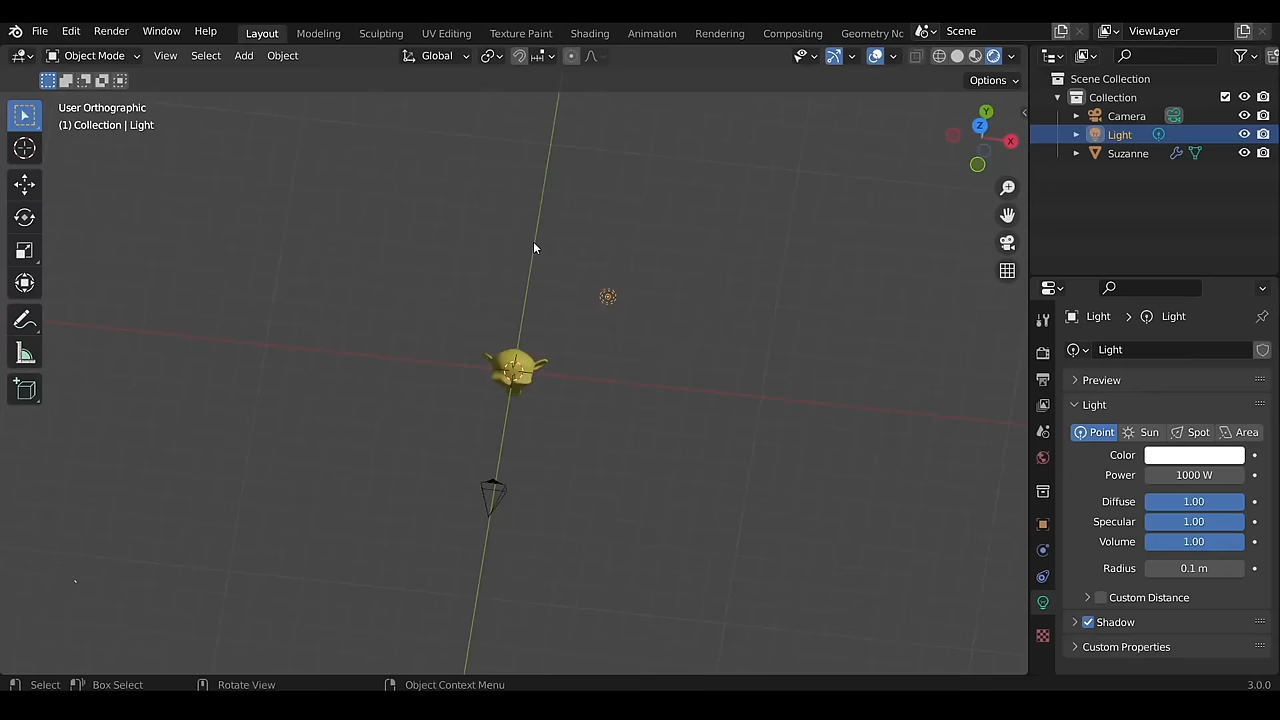 File Edit Render Window Help Layout Modeling Sculpting UV Editing Texture Paint Shading Animation Rendering Compositing Geometry Nc Scene ViewLayer
Object Mode View Select Add Object Global
Options
User Orthographic
(1) Collection | Light
Y
Z
X
Scene Collection
Collection
Camera
Light
Suzanne
Light Light
Light
Preview
Light
Point Sun Spot Area
Color
Power 1000 W
Diffuse 1.00
Specular 1.00
Volume 1.00
Radius 0.1 m
Custom Distance
Shadow
Custom Properties
Select Box Select Rotate View Object Context Menu 3.0.0